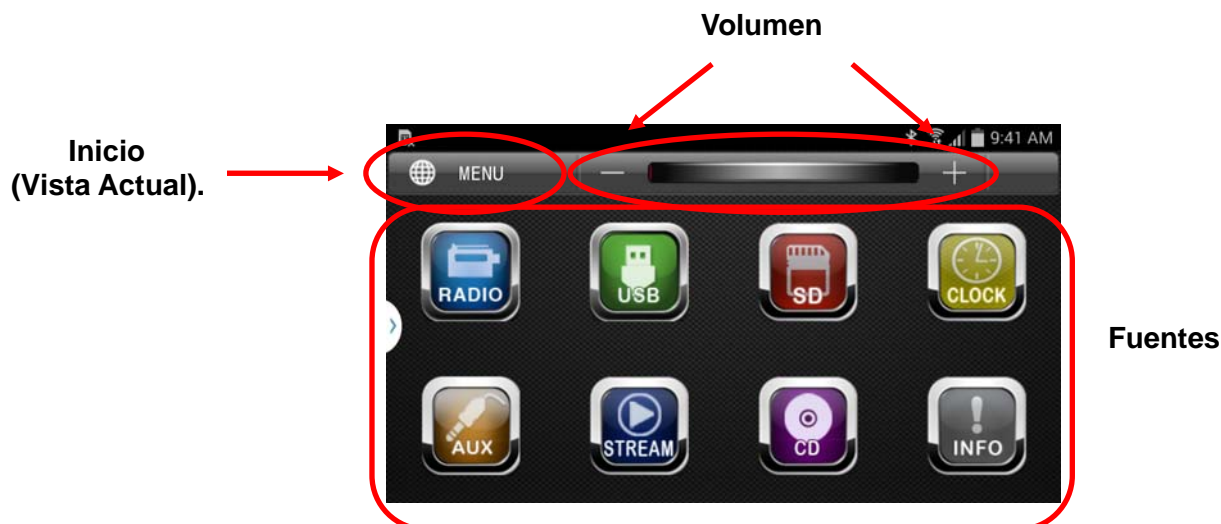 Volumen
9:41 AM
Inicio
(Vista Actual).
MENU
RADIO
USB
SD
CLOCK
Fuentes
AUX
STREAM
CD
INFO